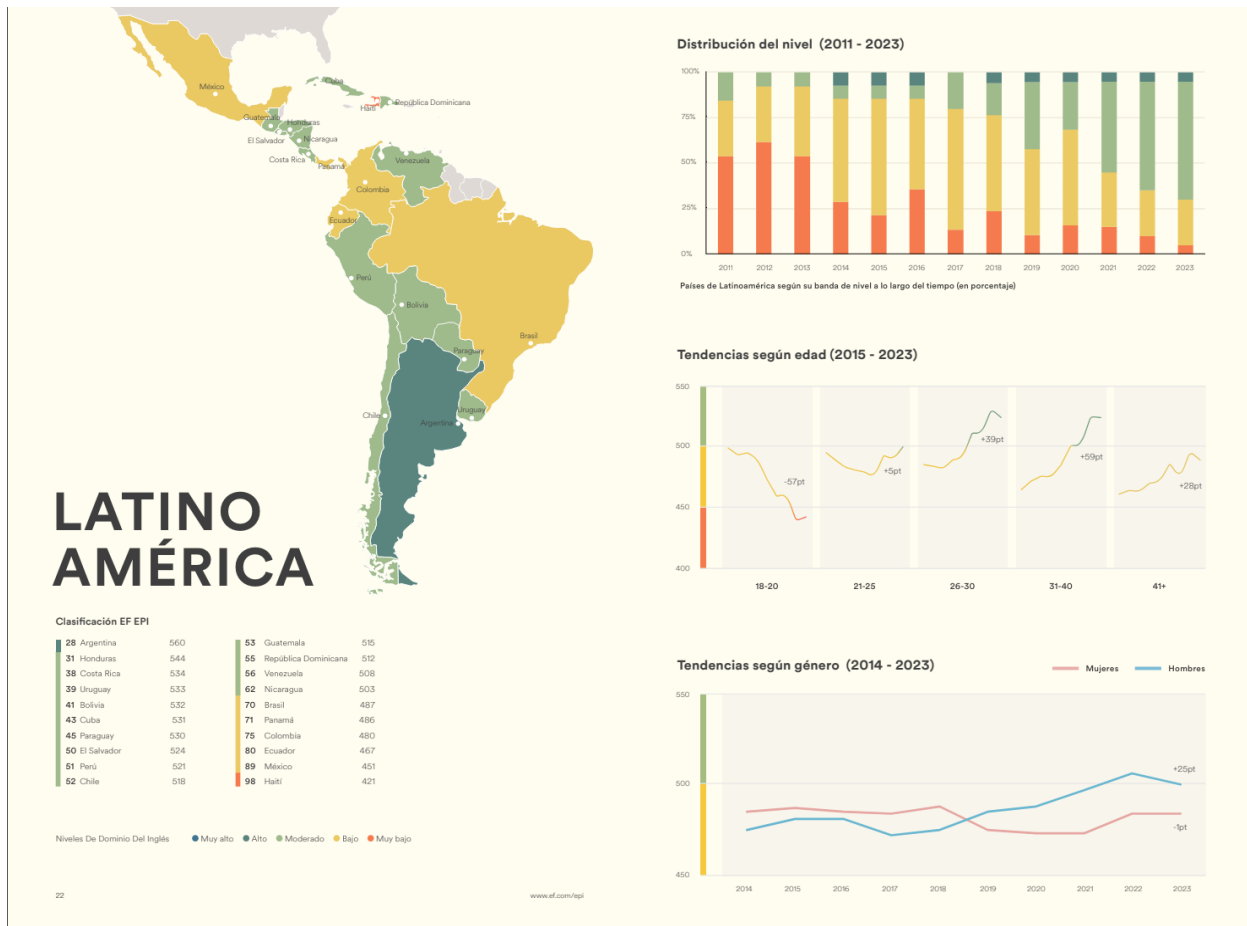 México
Cuba
Haití
República Dominicana
Guatemala
Honduras
El Salvador
Nicaragua
Costa Rica
Panamá
Venezuela
Colombia
Ecuador
Perú
Bolivia
Brasil
Paraguay
Chile
Uruguay
Argentina
LATINO
AMÉRICA
Clasificación EF EPI
28 Argentina 560
31 Honduras 544
38 Costa Rica 534
39 Uruguay 533
41 Bolivia 532
43 Cuba 531
45 Paraguay 530
50 El Salvador 524
51 Perú 521
52 Chile 518
53 Guatemala 515
55 República Dominicana 512
56 Venezuela 508
62 Nicaragua 503
70 Brasil 487
71 Panamá 486
75 Colombia 480
80 Ecuador 467
89 México 451
98 Haití 421
Niveles De Dominio Del Inglés Muy alto Alto Moderado Bajo Muy bajo
22 www.ef.com/epi
Distribución del nivel (2011 - 2023)
100%
75%
50%
25%
0%
2011 2012 2013 2014 2015 2016 2017 2018 2019 2020 2021 2022 2023
Países de Latinoamérica según su banda de nivel a lo largo del tiempo (en porcentaje)
Tendencias según edad (2015 - 2023)
550
500
450
400
-57pt
+5pt
+39pt
+59pt
+28pt
18-20 21-25 26-30 31-40 41+
Tendencias según género (2014 - 2023)
Mujeres Hombres
550
500
450
+25pt
-1pt
2014 2015 2016 2017 2018 2019 2020 2021 2022 2023